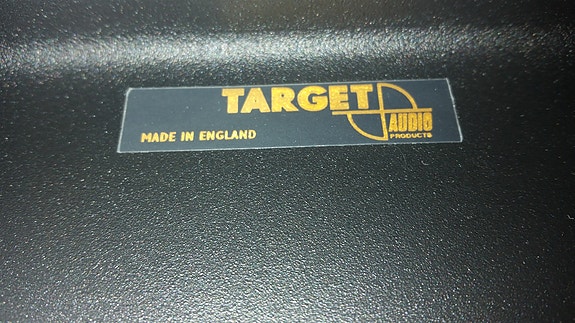 TARGET
AUDIO
PRODUCTS
MADE IN ENGLAND